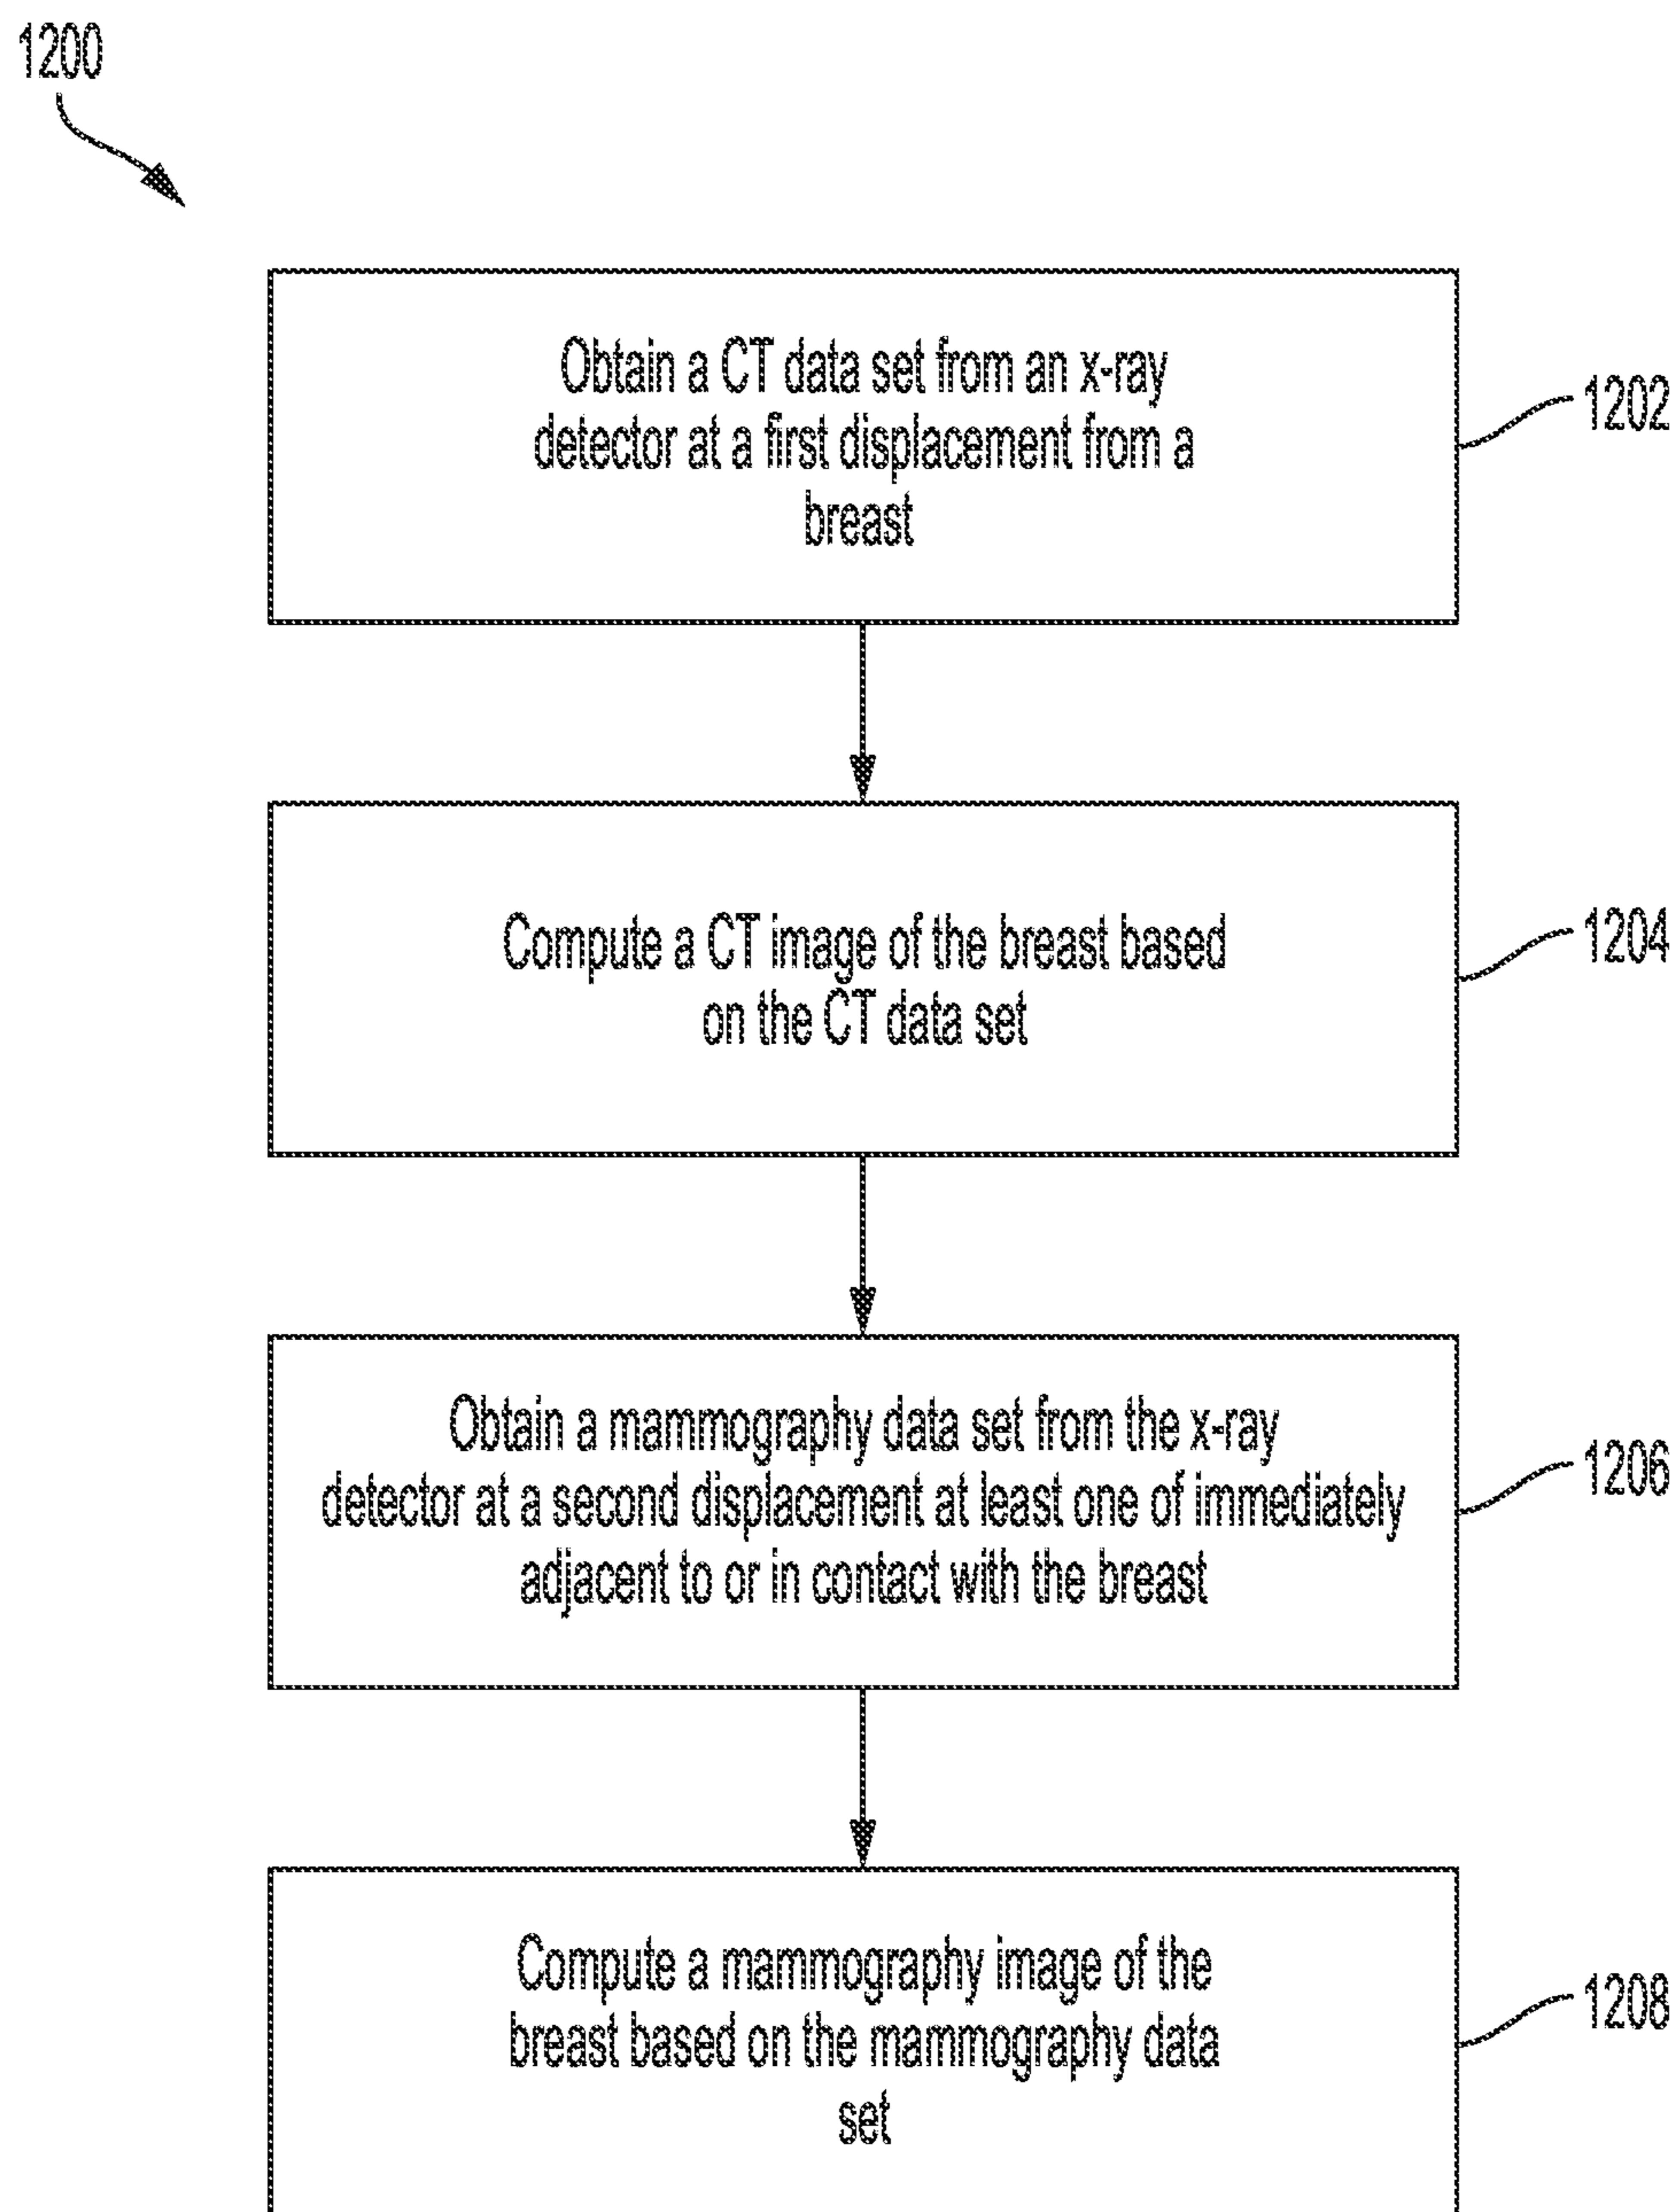 1200
Obtain a CT data set from an x-ray
detector at a first displacement from a
breast
1202
Compute a CT image of the breast based
on the CT data set
1204
Obtain a mammography data set from the x-ray
detector at a second displacement at least one of immediately
adjacent to or in contact with the breast
1206
Compute a mammography image of the
breast based on the mammography data
set
1208